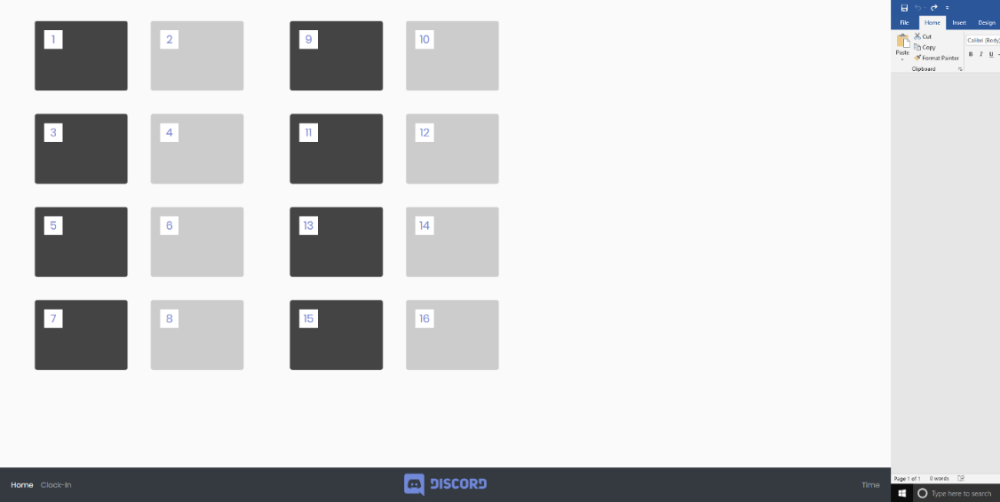 1
2
9
10
3
4
11
12
5
6
13
14
7
8
15
16
Home Clock-In
DISCORD
Time
File Home Insert Design
Paste
Cut
Copy
Format Painter
Clipboard
Calibri (Body)
B I U
Page 1 of 1 0 words
Type here to search